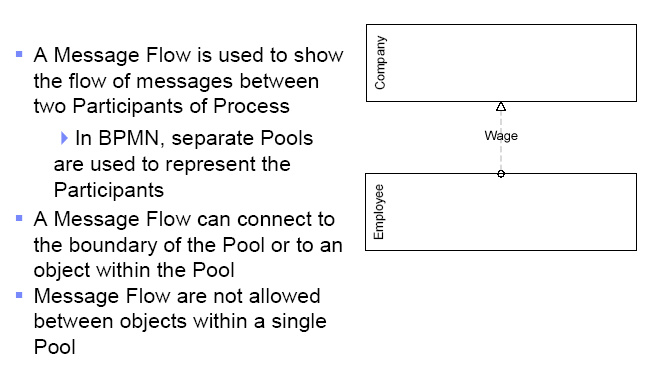 A Message Flow is used to show
the flow of messages between
two Participants of Process
In BPMN, separate Pools
are used to represent the
Participants
A Message Flow can connect to
the boundary of the Pool or to an
object within the Pool
Message Flow are not allowed
between objects within a single
Pool
Company
Wage
Employee